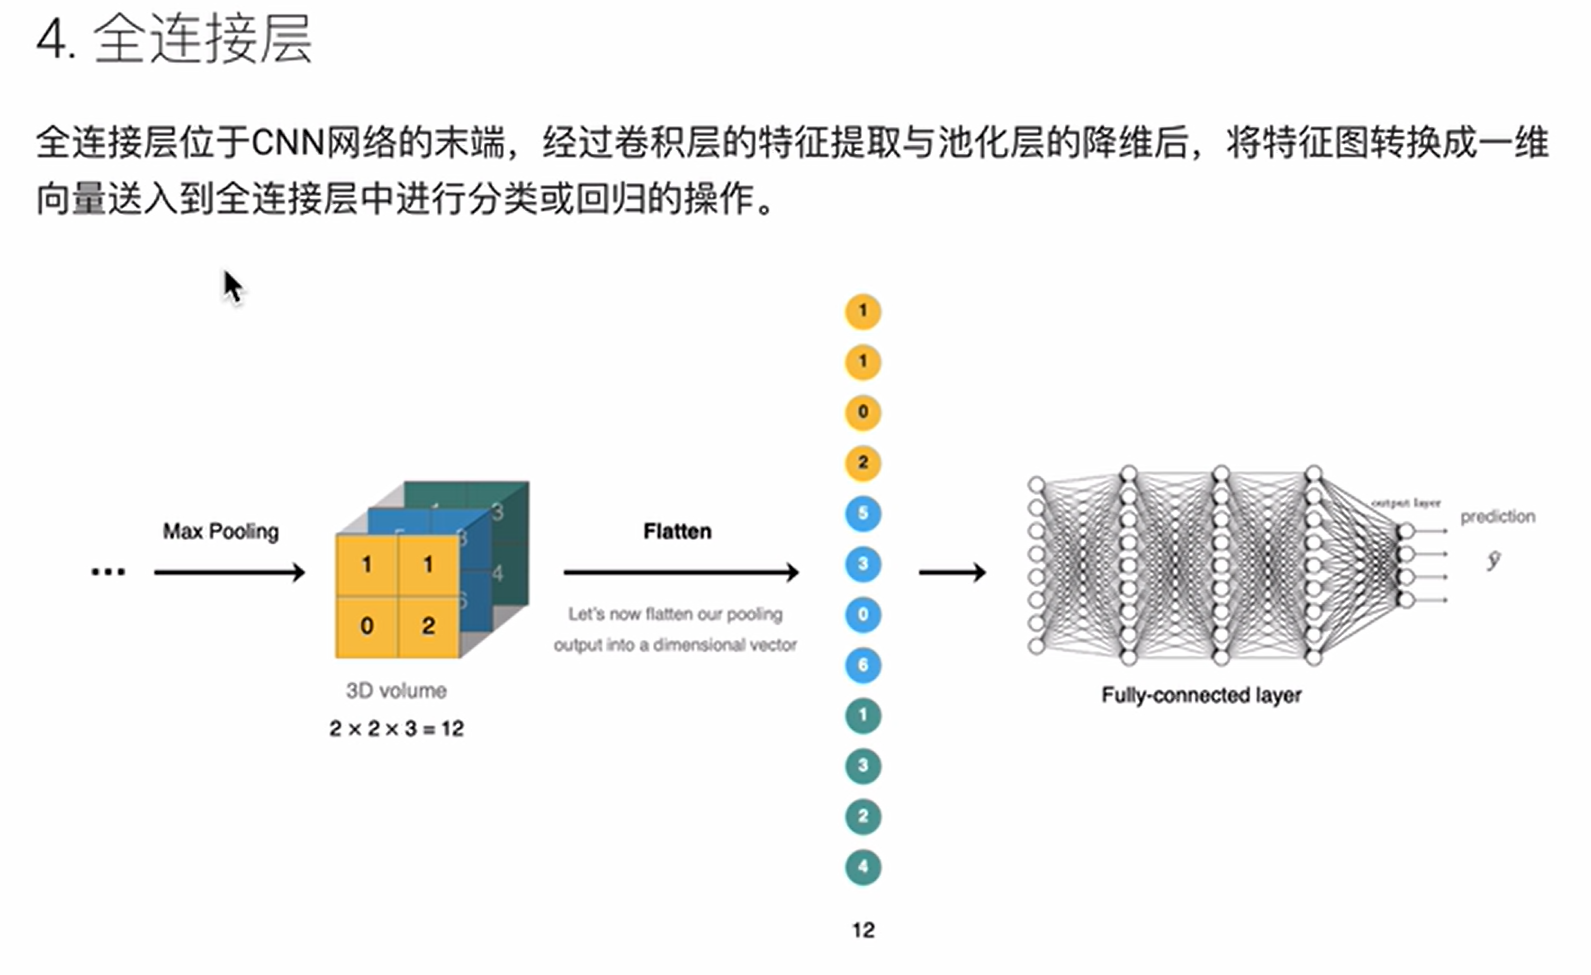 4. 全连接层
全连接层位于CNN网络的末端，经过卷积层的特征提取与池化层的降维后，将特征图转换成一维
向量送入到全连接层中进行分类或回归的操作。
...
Max Pooling
1 1
0 2
3
4
3D volume
2 × 2 × 3 = 12
Flatten
Let's now flatten our pooling
output into a dimensional vector
1
1
0
2
5
3
0
6
1
3
2
4
12
output layer
prediction
ŷ
Fully-connected layer